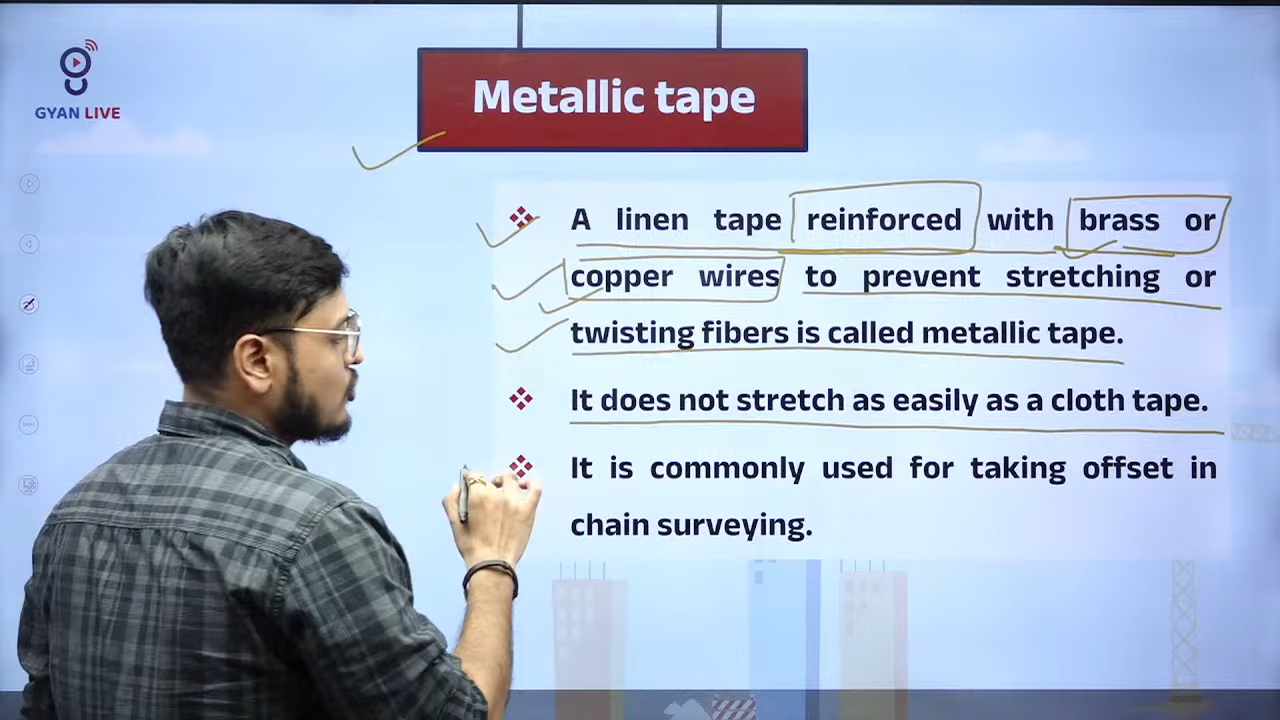 GYAN LIVE
Metallic tape
A linen tape reinforced with brass or
copper wires to prevent stretching or
twisting fibers is called metallic tape.
It does not stretch as easily as a cloth tape.
It is commonly used for taking offset in
chain surveying.